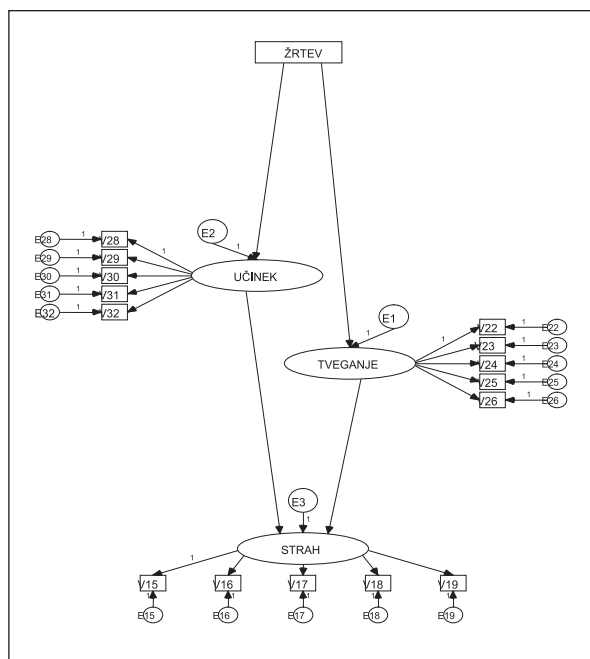 ŽRTEV
E2
1
E28 1 V28 1
E29 1 V29
E30 1 V30
E31 1 V31
E32 1 V32
UČINEK
E1
1
TVEGANJE
1 V22 1 E22
V23 1 E23
V24 1 E24
V25 1 E25
V26 1 E26
E3
1
STRAH
1
V15 V16 V17 V18 V19
1 1 1 1 1
E15 E16 E17 E18 E19